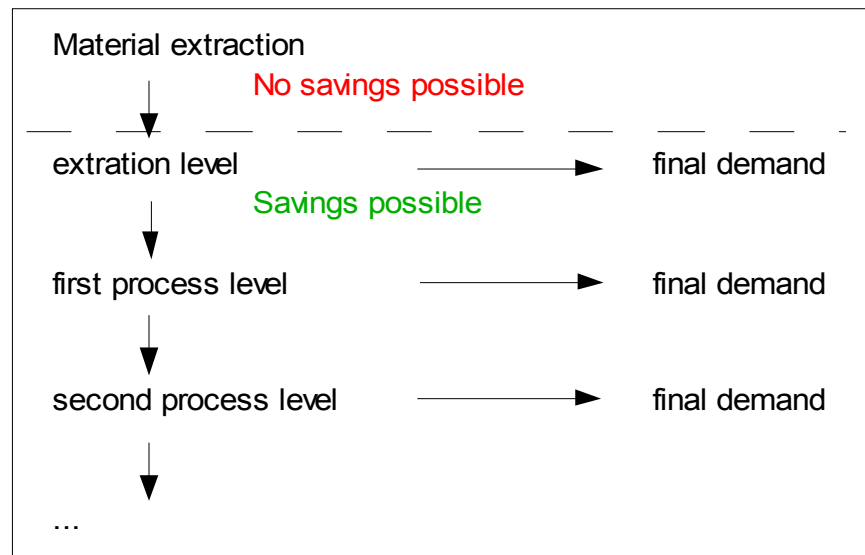 Material extraction
No savings possible
extration level
final demand
Savings possible
first process level
final demand
second process level
final demand
...